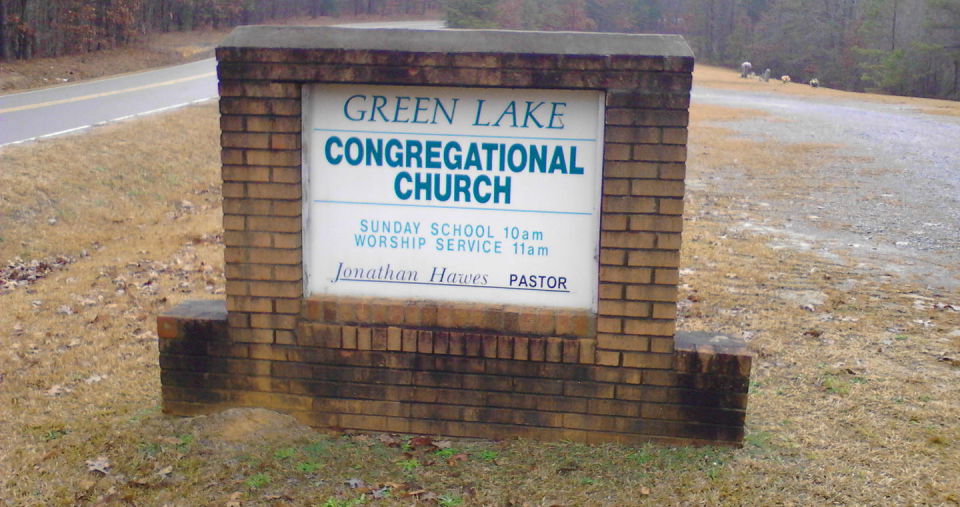 GREEN LAKE
CONGREGATIONAL
CHURCH
SUNDAY SCHOOL 10am
WORSHIP SERVICE 11am
Jonathan Hawes PASTOR